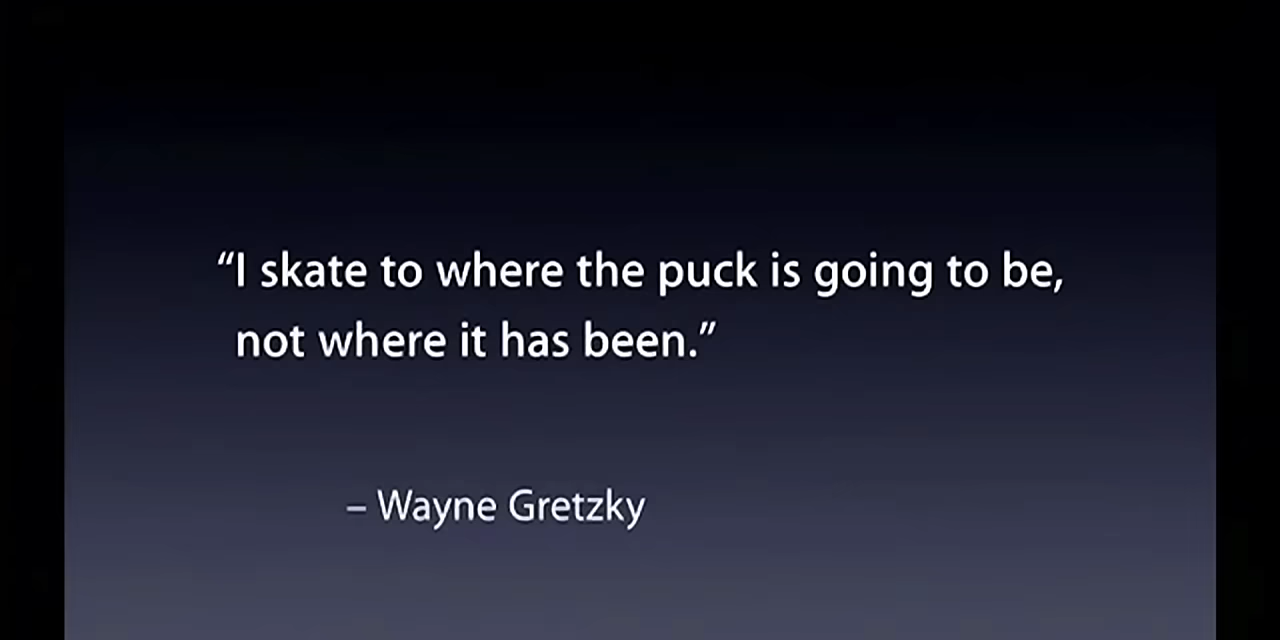 “I skate to where the puck is going to be,
not where it has been.”
– Wayne Gretzky